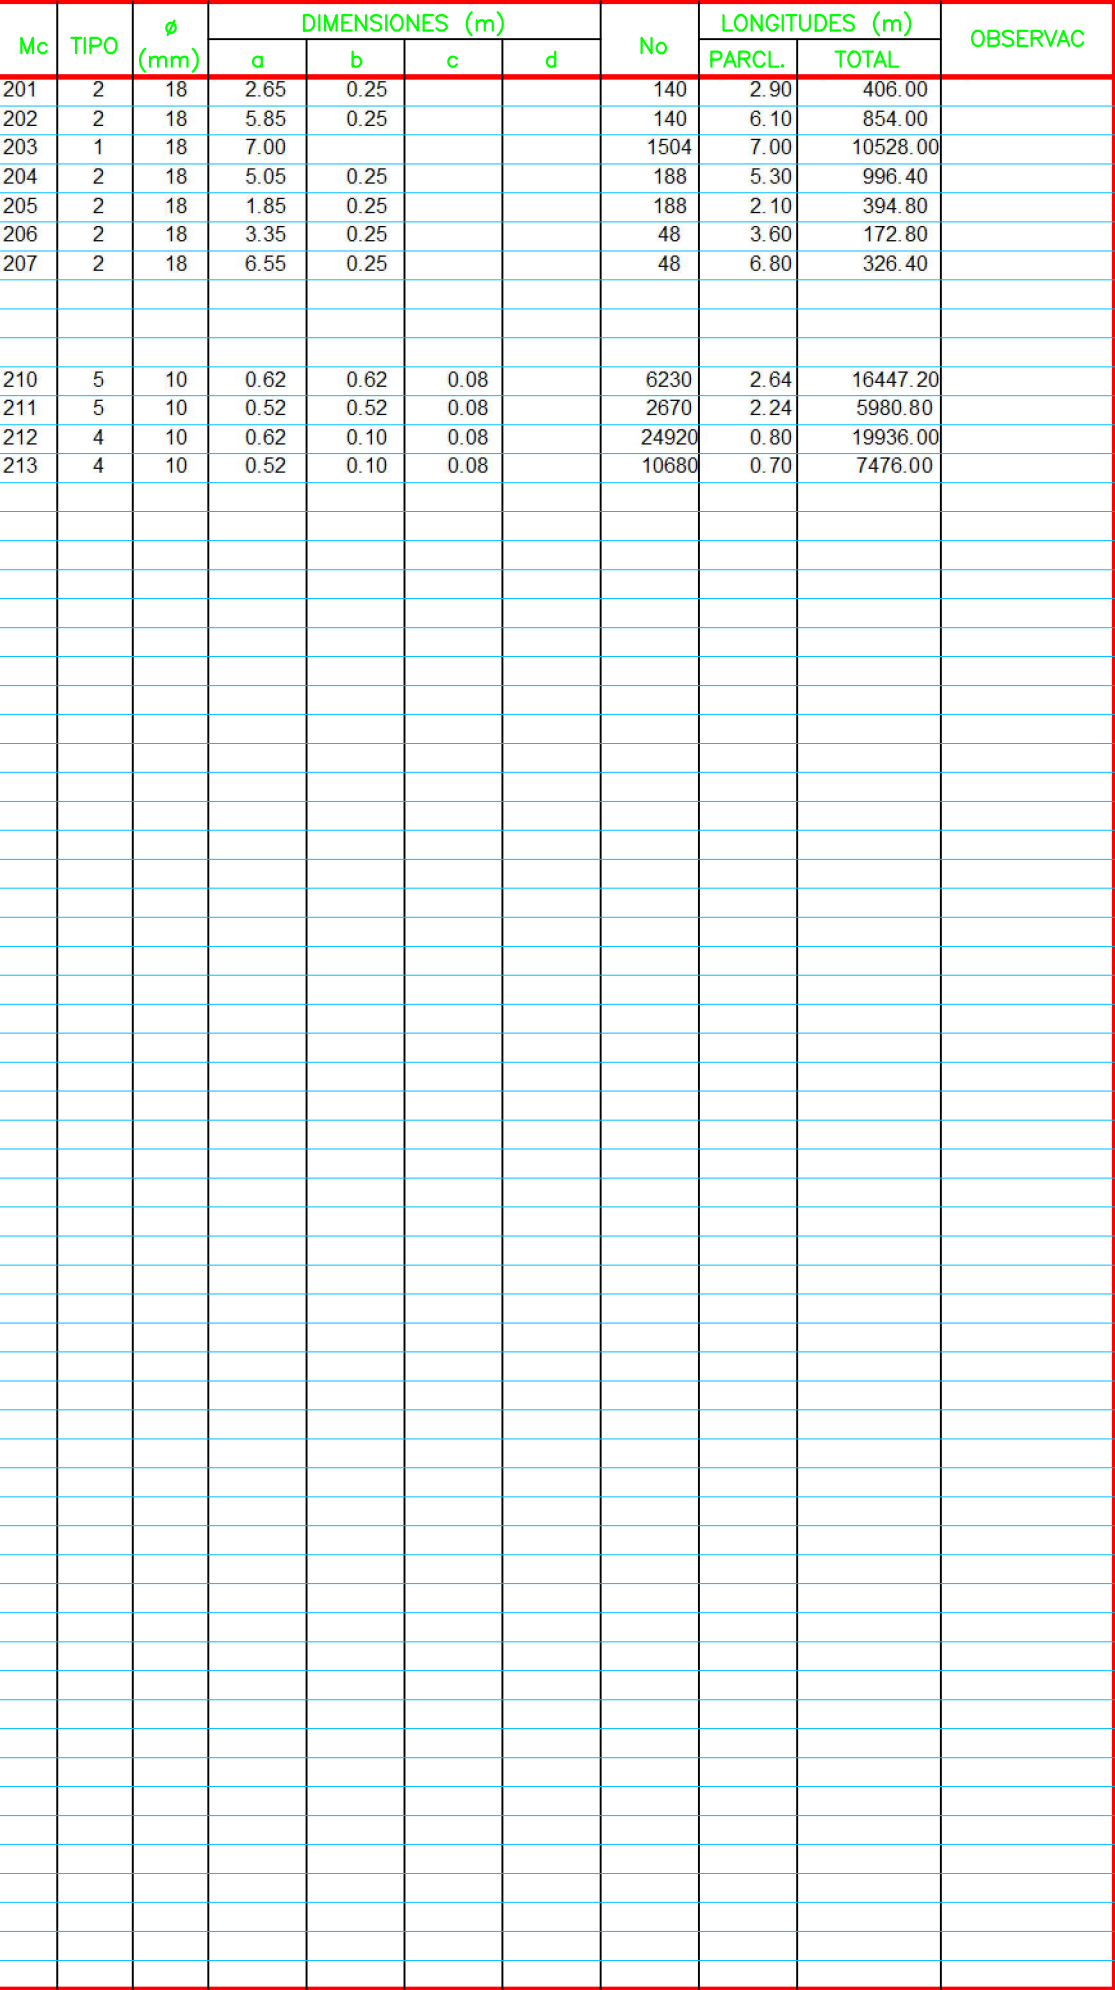 Mc TIPO ø (mm) DIMENSIONES (m) No LONGITUDES (m) OBSERVAC
a b c d PARCL. TOTAL
201 2 18 2.65 0.25 140 2.90 406.00
202 2 18 5.85 0.25 140 6.10 854.00
203 1 18 7.00 1504 7.00 10528.00
204 2 18 5.05 0.25 188 5.30 996.40
205 2 18 1.85 0.25 188 2.10 394.80
206 2 18 3.35 0.25 48 3.60 172.80
207 2 18 6.55 0.25 48 6.80 326.40
210 5 10 0.62 0.62 0.08 6230 2.64 16447.20
211 5 10 0.52 0.52 0.08 2670 2.24 5980.80
212 4 10 0.62 0.10 0.08 24920 0.80 19936.00
213 4 10 0.52 0.10 0.08 10680 0.70 7476.00